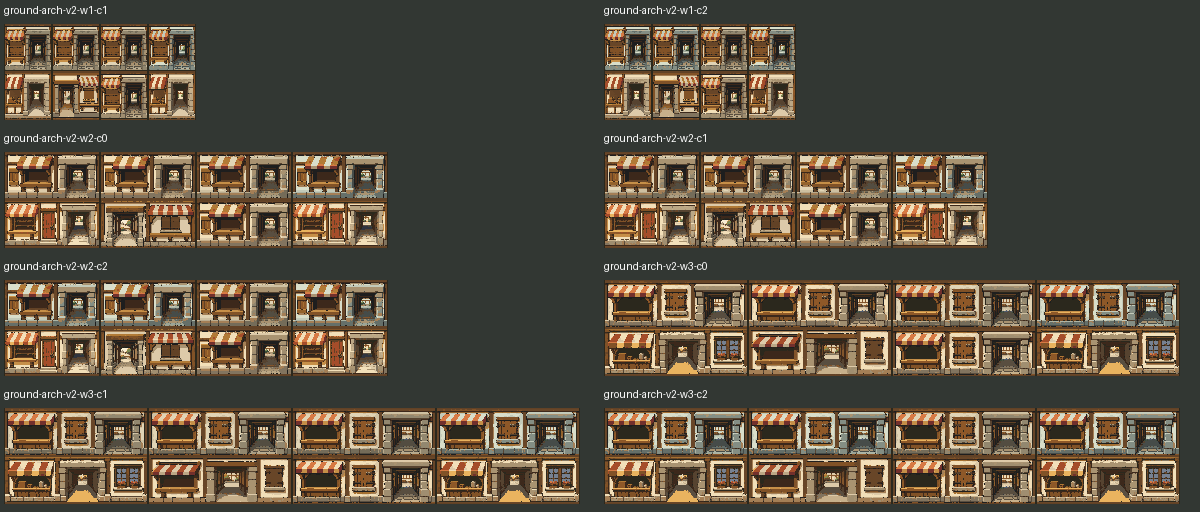 ground-arch-v2-w1-c1
ground-arch-v2-w1-c2
ground-arch-v2-w2-c0
ground-arch-v2-w2-c1
ground-arch-v2-w2-c2
ground-arch-v2-w3-c0
ground-arch-v2-w3-c1
ground-arch-v2-w3-c2